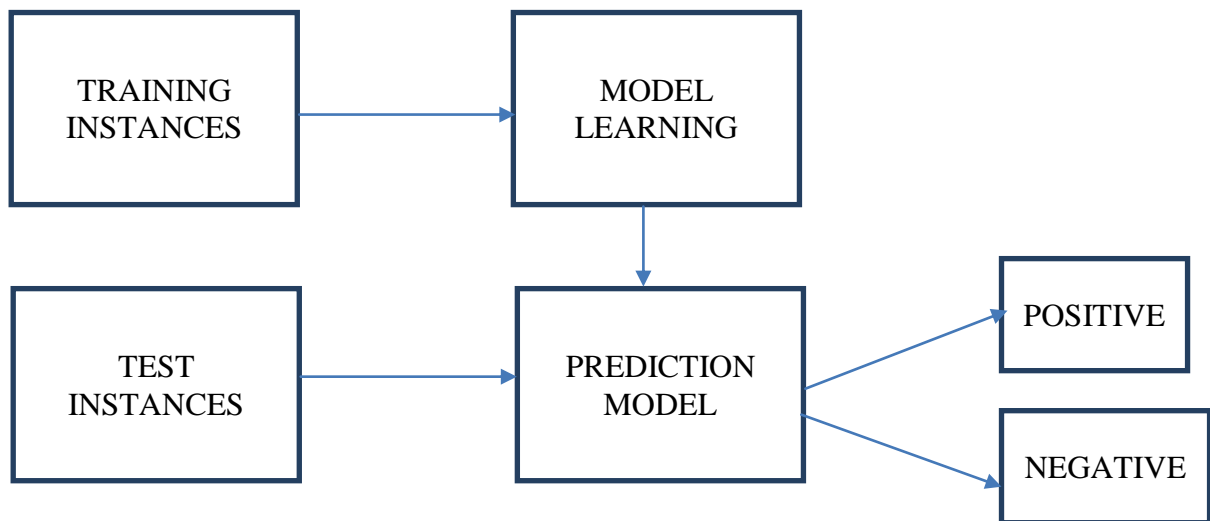 TRAINING
INSTANCES
MODEL
LEARNING
TEST
INSTANCES
PREDICTION
MODEL
POSITIVE
NEGATIVE